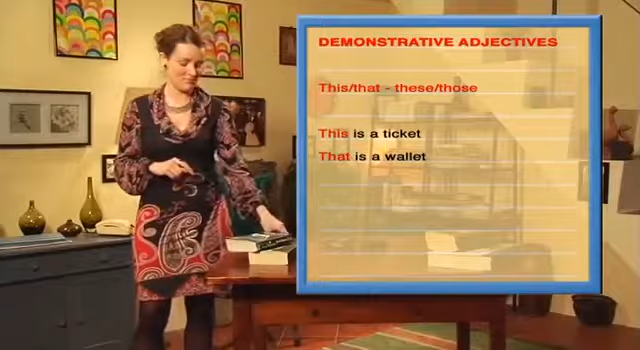 DEMONSTRATIVE ADJECTIVES
This/that - these/those
This is a ticket
That is a wallet